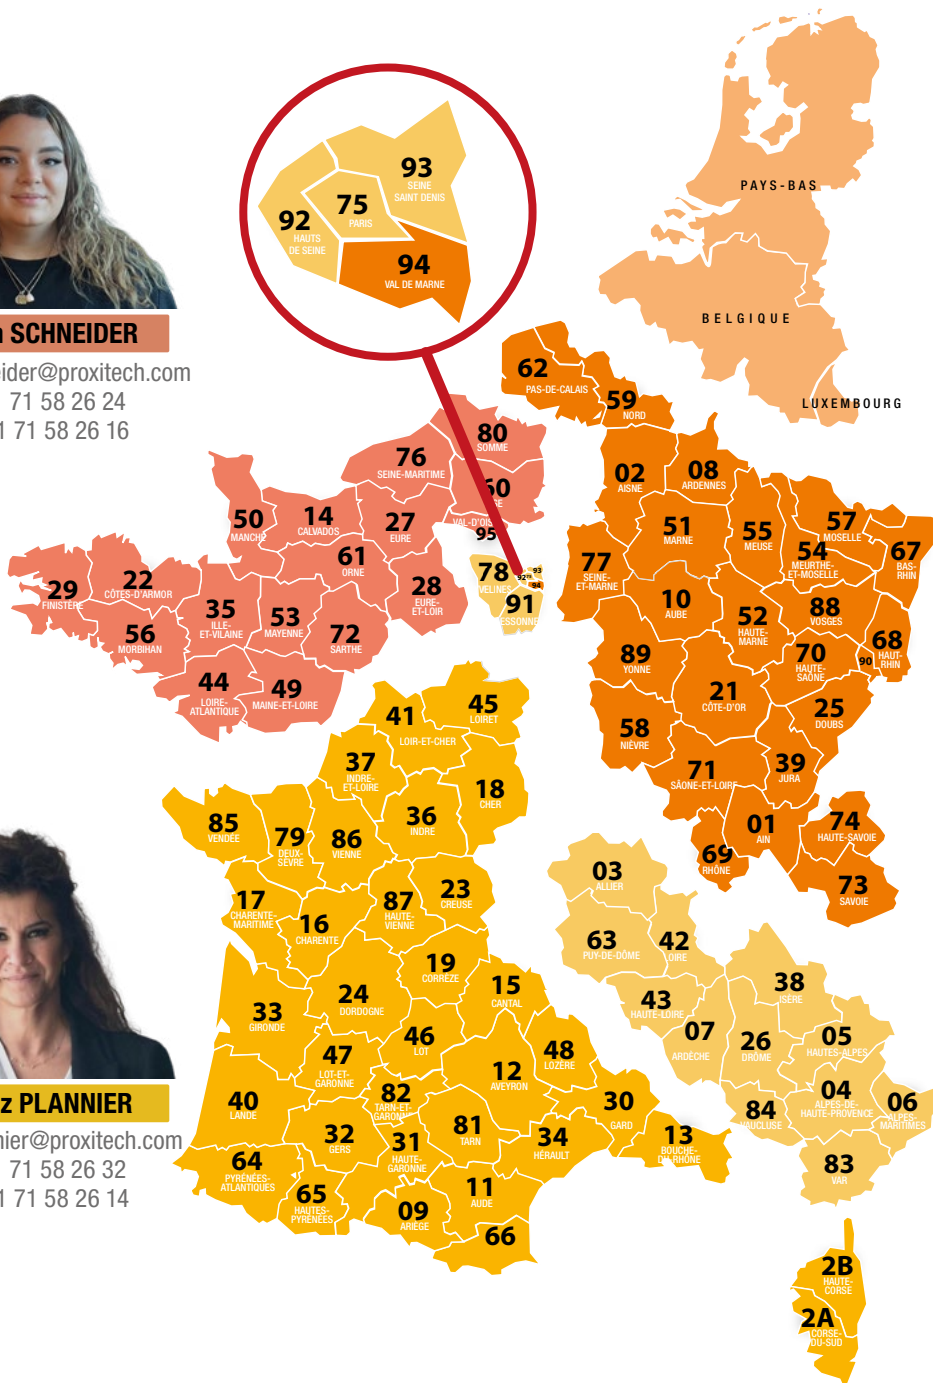 93
SEINE
SAINT DENIS
75
PARIS
92
HAUTS
DE SEINE
94
VAL DE MARNE
PAYS-BAS
BELGIQUE
LUXEMBOURG
SCHNEIDER
ider@proxitech.com
71 58 26 24
1 71 58 26 16
62
PAS-DE-CALAIS
59
NORD
80
SOMME
76
SEINE-MARITIME
60
02
AISNE
08
ARDENNES
50
MANCHE
14
CALVADOS
27
EURE
VAL-D'OIS
95
51
MARNE
55
MEUSE
57
MOSELLE
54
MEURTHE-
ET-MOSELLE
67
BAS-
RHIN
61
ORNE
29
FINISTÈRE
22
CÔTES-D'ARMOR
28
EURE-
ET-LOIR
78
VELINES
93
92
75
94
91
ESSONNE
77
SEINE-
ET-MARNE
10
AUBE
52
HAUTE-
MARNE
88
VOSGES
68
HAUT-
RHIN
90
35
ILLE-
ET-VILAINE
53
MAYENNE
72
SARTHE
56
MORBIHAN
89
YONNE
70
HAUTE-
SAÔNE
21
CÔTE-D'OR
25
DOUBS
44
LOIRE-
ATLANTIQUE
49
MAINE-ET-LOIRE
58
NIÈVRE
41
LOIR-ET-CHER
45
LOIRET
71
SÂONE-ET-LOIRE
39
JURA
37
INDRE-
ET-LOIRE
18
CHER
36
INDRE
85
VENDÉE
79
DEUX-
SÈVRE
86
VIENNE
01
AIN
74
HAUTE-SAVOIE
69
RHÔNE
73
SAVOIE
03
ALLIER
17
CHARENTE-
MARITIME
16
CHARENTE
87
HAUTE-
VIENNE
23
CREUSE
63
PUY-DE-DÔME
42
OIRE
19
CORRÈZE
15
CANTAL
38
ISÈRE
24
DORDOGNE
33
GIRONDE
43
HAUTE-LOIRE
07
ARDÈCHE
26
DRÔME
05
HAUTES-ALPES
46
LOT
47
LOT-ET-
GARONNE
48
LOZÈRE
12
AVEYRON
40
LANDE
82
TARN-ET-
GARONN
30
GARD
04
ALPES-DE-
HAUTE-PROVENCE
06
ALPES-
MARITIMES
84
VAUCLUSE
z PLANNIER
nier@proxitech.com
71 58 26 32
1 71 58 26 14
32
GERS
31
HAUTE-
GARONNE
81
TARN
34
HÉRAULT
13
BOUCHE-
DU-RHÔNE
83
VAR
64
PYRÉNÉES-
ATLANTIQUES
65
HAUTES-
PYRÉNÉES
09
ARIÈGE
11
AUDE
66
2B
HAUTE-
CORSE
2A
CORSE-
DU-SUD